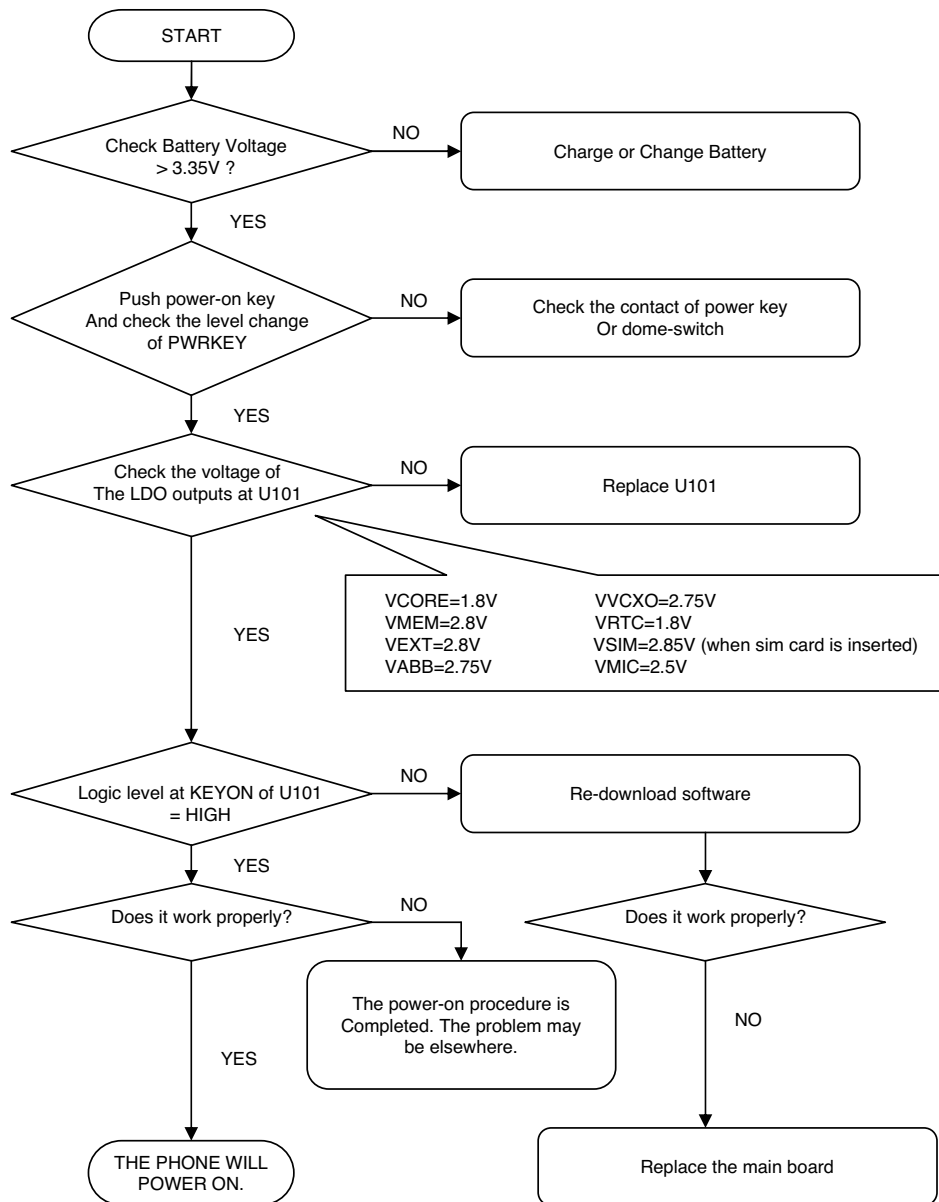 START
Check Battery Voltage
> 3.35V ?
NO
Charge or Change Battery
YES
Push power-on key
And check the level change
of PWRKEY
NO
Check the contact of power key
Or dome-switch
YES
Check the voltage of
The LDO outputs at U101
NO
Replace U101
VCORE=1.8V
VMEM=2.8V
VEXT=2.8V
VABB=2.75V
VVCXO=2.75V
VRTC=1.8V
VSIM=2.85V (when sim card is inserted)
VMIC=2.5V
YES
Logic level at KEYON of U101
= HIGH
NO
Re-download software
YES
Does it work properly?
NO
Does it work properly?
The power-on procedure is
Completed. The problem may
be elsewhere.
NO
YES
THE PHONE WILL
POWER ON.
Replace the main board